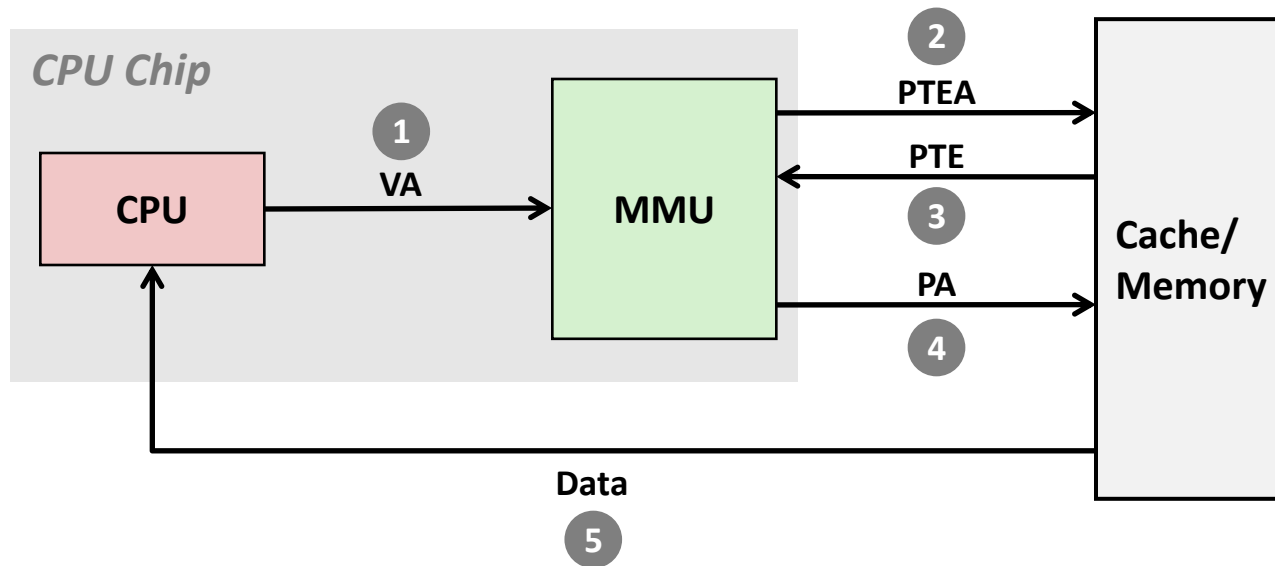 CPU Chip
2
PTEA
1
VA
PTE
CPU
MMU
3
Cache/
Memory
PA
4
Data
5